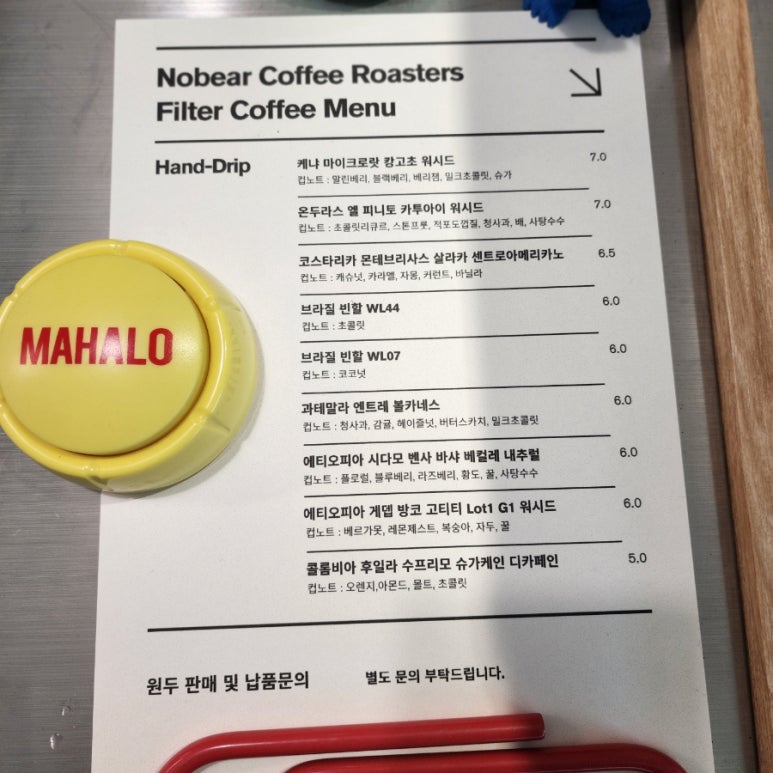 Nobear Coffee Roasters
Filter Coffee Menu
Hand-Drip
케냐 마이크로랏 캉고초 워시드 7.0
컵노트 : 말린베리, 블랙베리, 베리잼, 밀크초콜릿, 슈가
온두라스 엘 피니토 카투아이 워시드 7.0
컵노트 : 초콜릿리큐르, 스톤프룻, 적포도껍질, 청사과, 배, 사탕수수
코스타리카 몬테브리사스 살라카 센트로아메리카노 6.5
컵노트 : 캐슈넛, 카라멜, 자몽, 커런트, 바닐라
브라질 빈할 WL44 6.0
컵노트 : 초콜릿
브라질 빈할 WL07 6.0
컵노트 : 코코넛
과테말라 엔트레 볼카네스 6.0
컵노트 : 청사과, 감귤, 헤이즐넛, 버터스카치, 밀크초콜릿
에티오피아 시다모 벤사 바샤 베컬레 내추럴 6.0
컵노트 : 플로럴, 블루베리, 라즈베리, 황도, 꿀, 사탕수수
에티오피아 게뎁 방코 고티티 Lot1 G1 워시드 6.0
컵노트 : 베르가못, 레몬제스트, 복숭아, 자두, 꿀
콜롬비아 후일라 수프리모 슈가케인 디카페인 5.0
컵노트 : 오렌지,아몬드, 몰트, 초콜릿
원두 판매 및 납품문의 별도 문의 부탁드립니다.
MAHALO